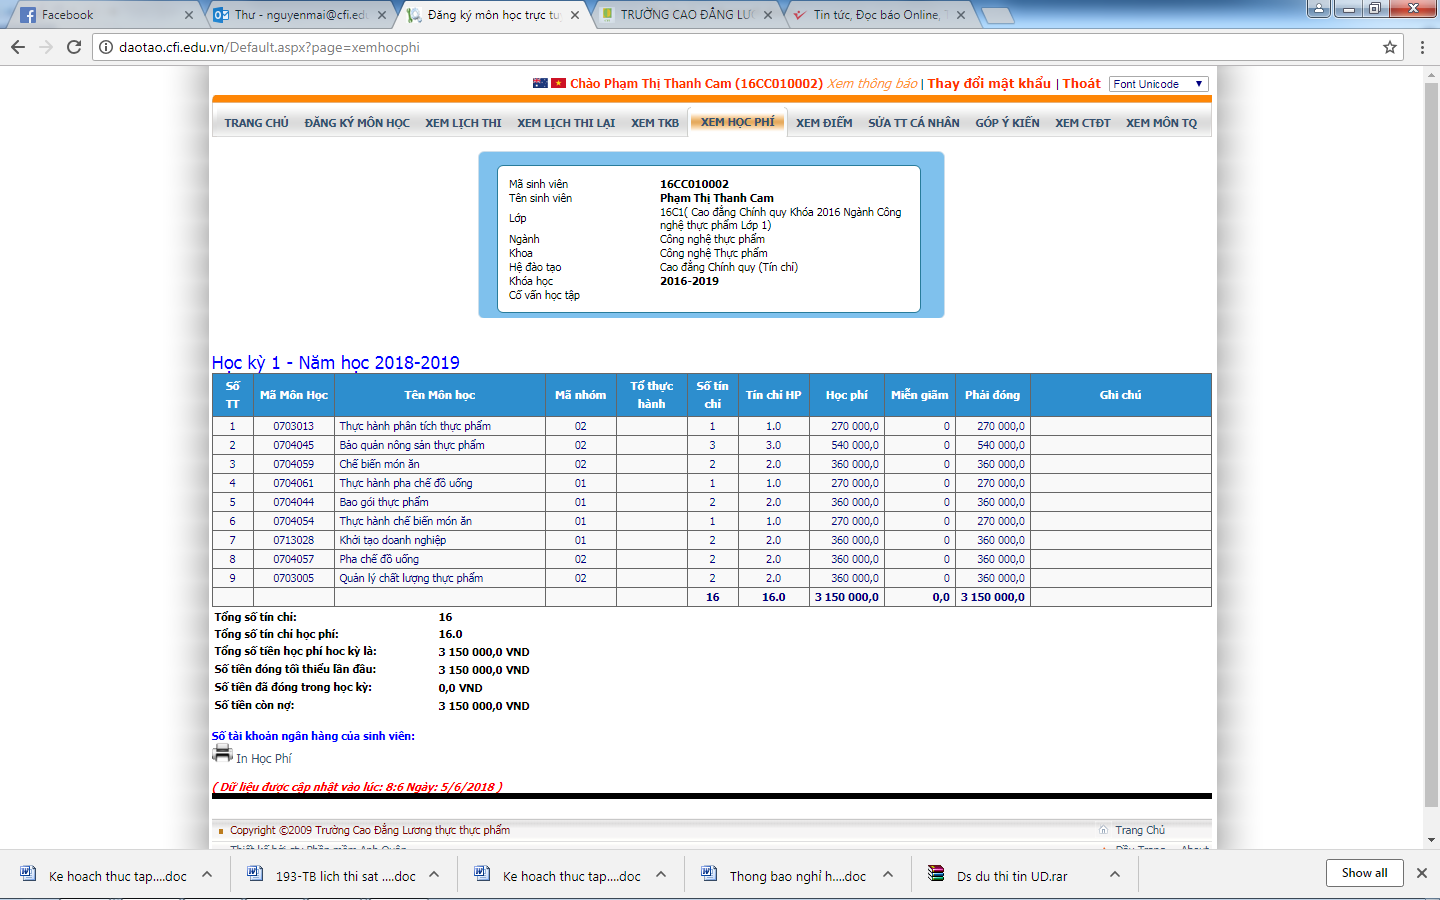 Facebook
Thư - nguyenmai@cfi.edu
Đăng ký môn học trực tu
TRƯỜNG CAO ĐẲNG LƯƠ
Tin tức, Đọc báo Online, T
daotao.cfi.edu.vn/Default.aspx?page=xemhocphi
Chào Phạm Thị Thanh Cam (16CC010002) Xem thông báo | Thay đổi mật khẩu | Thoát Font Unicode
TRANG CHỦ ĐĂNG KÝ MÔN HỌC XEM LỊCH THI XEM LỊCH THI LẠI XEM TKB XEM HỌC PHÍ XEM ĐIỂM SỬA TT CÁ NHÂN GÓP Ý KIẾN XEM CTĐT XEM MÔN TQ
Mã sinh viên 16CC010002
Tên sinh viên Phạm Thị Thanh Cam
Lớp 16C1( Cao đẳng Chính quy Khóa 2016 Ngành Công
nghệ thực phẩm Lớp 1)
Ngành Công nghệ thực phẩm
Khoa Công nghệ Thực phẩm
Hệ đào tạo Cao đẳng Chính quy (Tín chỉ)
Khóa học 2016-2019
Cố vấn học tập
Học kỳ 1 - Năm học 2018-2019
Số TT Mã Môn Học Tên Môn học Mã nhóm Tổ thực hành Số tín chỉ Tín chỉ HP Học phí Miễn giảm Phải đóng Ghi chú
1 0703013 Thực hành phân tích thực phẩm 02 1 1.0 270 000,0 0 270 000,0
2 0704045 Bảo quản nông sản thực phẩm 02 3 3.0 540 000,0 0 540 000,0
3 0704059 Chế biến món ăn 02 2 2.0 360 000,0 0 360 000,0
4 0704061 Thực hành pha chế đồ uống 01 1 1.0 270 000,0 0 270 000,0
5 0704044 Bao gói thực phẩm 01 2 2.0 360 000,0 0 360 000,0
6 0704054 Thực hành chế biến món ăn 01 1 1.0 270 000,0 0 270 000,0
7 0713028 Khởi tạo doanh nghiệp 01 2 2.0 360 000,0 0 360 000,0
8 0704057 Pha chế đồ uống 02 2 2.0 360 000,0 0 360 000,0
9 0703005 Quản lý chất lượng thực phẩm 02 2 2.0 360 000,0 0 360 000,0
16 16.0 3 150 000,0 0,0 3 150 000,0
Tổng số tín chỉ: 16
Tổng số tín chỉ học phí: 16.0
Tổng số tiền học phí học kỳ là: 3 150 000,0 VND
Số tiền đóng tối thiểu lần đầu: 3 150 000,0 VND
Số tiền đã đóng trong học kỳ: 0,0 VND
Số tiền còn nợ: 3 150 000,0 VND
Số tài khoản ngân hàng của sinh viên:
In Học Phí
( Dữ liệu được cập nhật vào lúc: 8:6 Ngày: 5/6/2018 )
Copyright ©2009 Trường Cao Đẳng Lương thực thực phẩm Trang Chủ
Thiết kế bởi cty Phần mềm Anh Quân Đầu Trang About
Ke hoach thuc tap....doc
193-TB lich thi sat ....doc
Ke hoach thuc tap....doc
Thong bao nghỉ h....doc
Ds du thi tin UD.rar
Show all